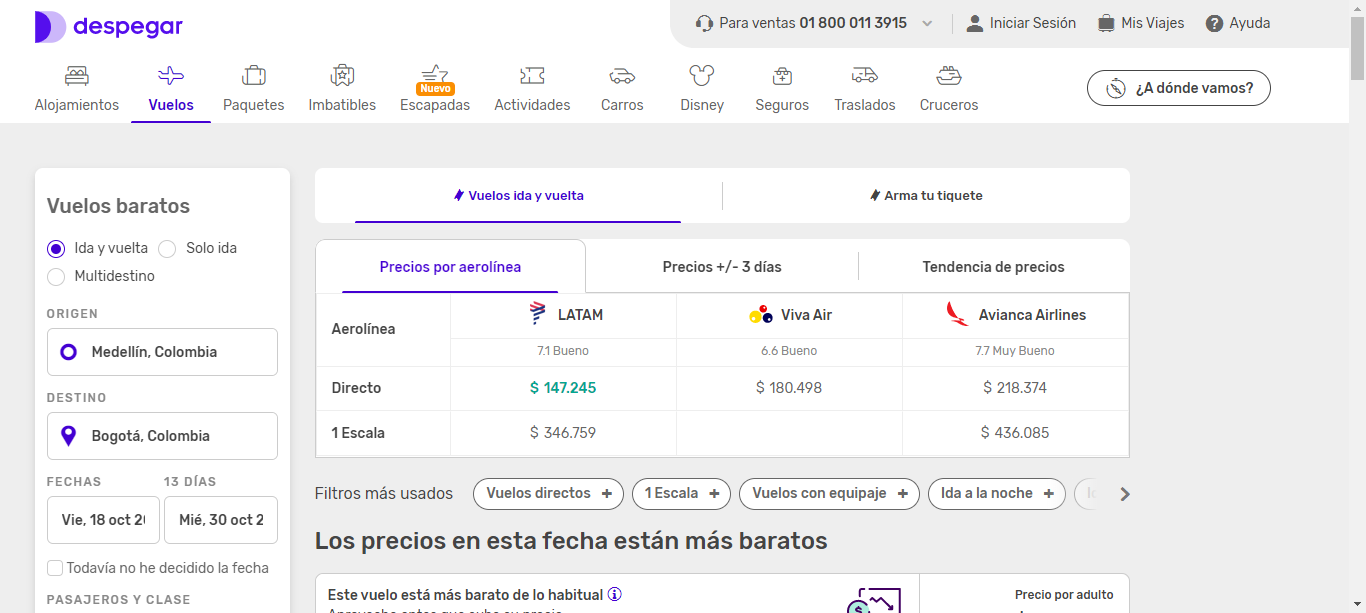 despegar
Para ventas 01 800 011 3915
Iniciar Sesión
Mis Viajes
Ayuda
Alojamientos
Vuelos
Paquetes
Imbatibles
Nuevo
Escapadas
Actividades
Carros
Disney
Seguros
Traslados
Cruceros
¿A dónde vamos?
Vuelos baratos
Ida y vuelta
Solo ida
Multidestino
ORIGEN
Medellín, Colombia
DESTINO
Bogotá, Colombia
FECHAS
13 DÍAS
Vie, 18 oct 20
Mié, 30 oct 2
Todavía no he decidido la fecha
PASAJEROS Y CLASE
Vuelos ida y vuelta
Arma tu tiquete
Precios por aerolínea
Precios +/- 3 días
Tendencia de precios
Aerolínea
LATAM
Viva Air
Avianca Airlines
7.1 Bueno
6.6 Bueno
7.7 Muy Bueno
Directo
$ 147.245
$ 180.498
$ 218.374
1 Escala
$ 346.759
$ 436.085
Filtros más usados
Vuelos directos +
1 Escala +
Vuelos con equipaje +
Ida a la noche +
Los precios en esta fecha están más baratos
Este vuelo está más barato de lo habitual
Precio por adulto